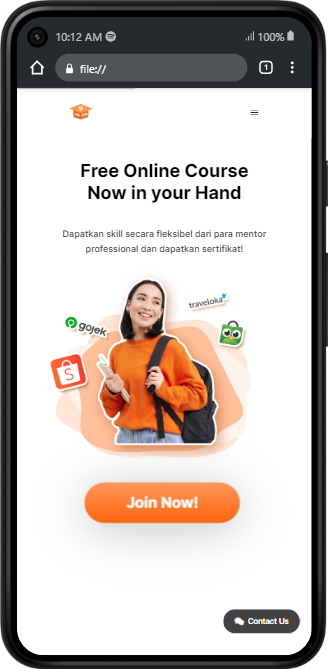 10:12 AM
100%
file://
1
Free Online Course
Now in your Hand
Dapatkan skill secara fleksibel dari para mentor
professional dan dapatkan sertifikat!
traveloka
gojek
S
Join Now!
Contact Us